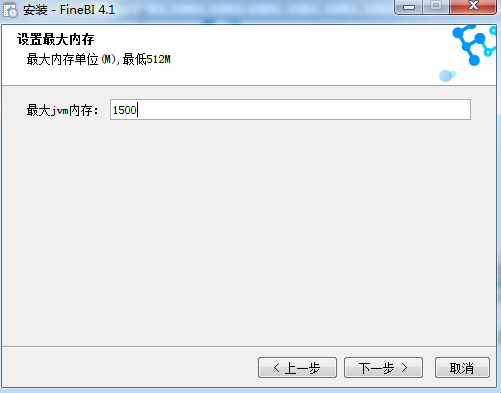 安装 - FineBI 4.1
设置最大内存
最大内存单位(M),最低512M
最大jvm内存: 1500
< 上一步
下一步 >
取消